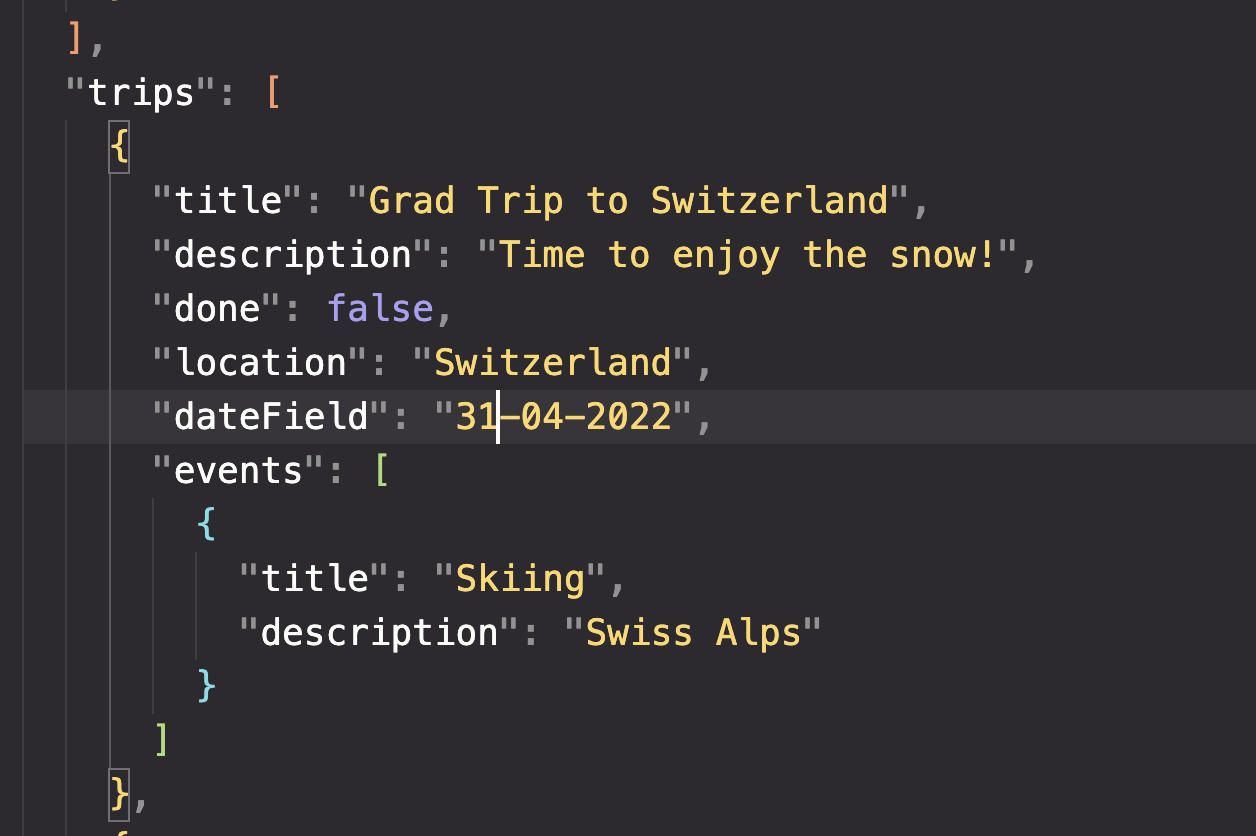 ],
"trips": [
{
"title": "Grad Trip to Switzerland",
"description": "Time to enjoy the snow!",
"done": false,
"location": "Switzerland",
"dateField": "31-04-2022",
"events": [
{
"title": "Skiing",
"description": "Swiss Alps"
}
]
},